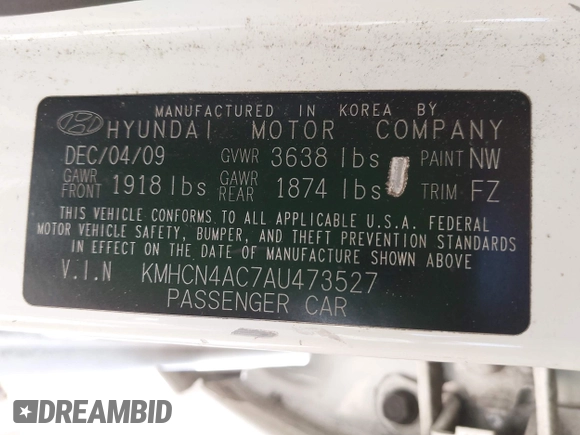 MANUFACTURED IN KOREA BY
HYUNDAI MOTOR COMPANY
DEC/04/09 GVWR 3638 lbs PAINT NW
GAWR FRONT 1918 lbs GAWR REAR 1874 lbs TRIM FZ
THIS VEHICLE CONFORMS TO ALL APPLICABLE U.S.A. FEDERAL
MOTOR VEHICLE SAFETY, BUMPER, AND THEFT PREVENTION STANDARDS
IN EFFECT ON THE DATE OF MANUFACTURE SHOWN ABOVE
V.I.N KMHCN4AC7AU473527
PASSENGER CAR
DREAMBID